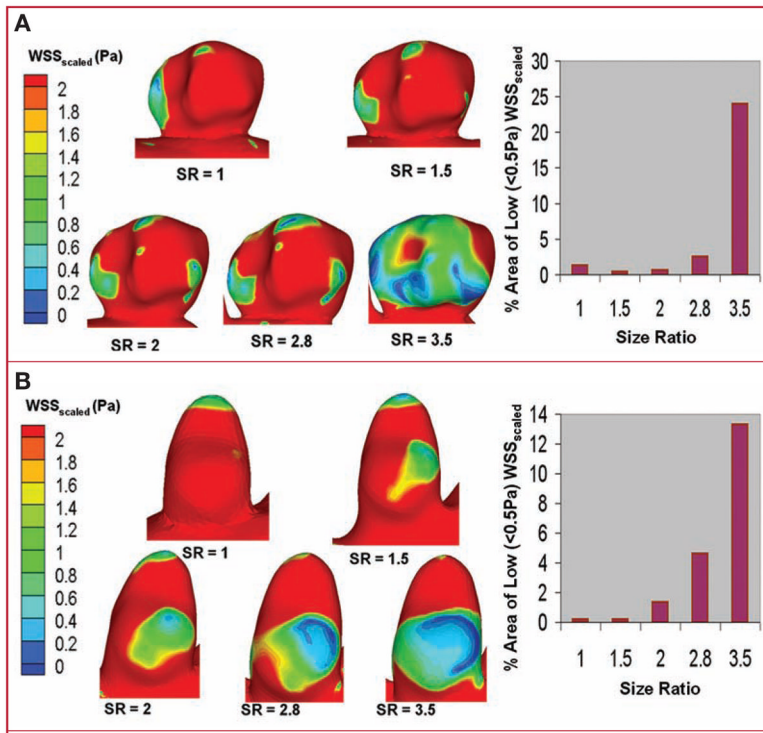 A
WSSscaled (Pa)
2
1.8
1.6
1.4
1.2
1
0.8
0.6
0.4
0.2
0
SR = 1
SR = 1.5
SR = 2
SR = 2.8
SR = 3.5
% Area of Low (<0.5Pa) WSSscaled
30
25
20
15
10
5
0
1 1.5 2 2.8 3.5
Size Ratio
B
WSSscaled (Pa)
2
1.8
1.6
1.4
1.2
1
0.8
0.6
0.4
0.2
0
SR = 1
SR = 1.5
SR = 2
SR = 2.8
SR = 3.5
% Area of Low (<0.5Pa) WSSscaled
14
12
10
8
6
4
2
0
1 1.5 2 2.8 3.5
Size Ratio